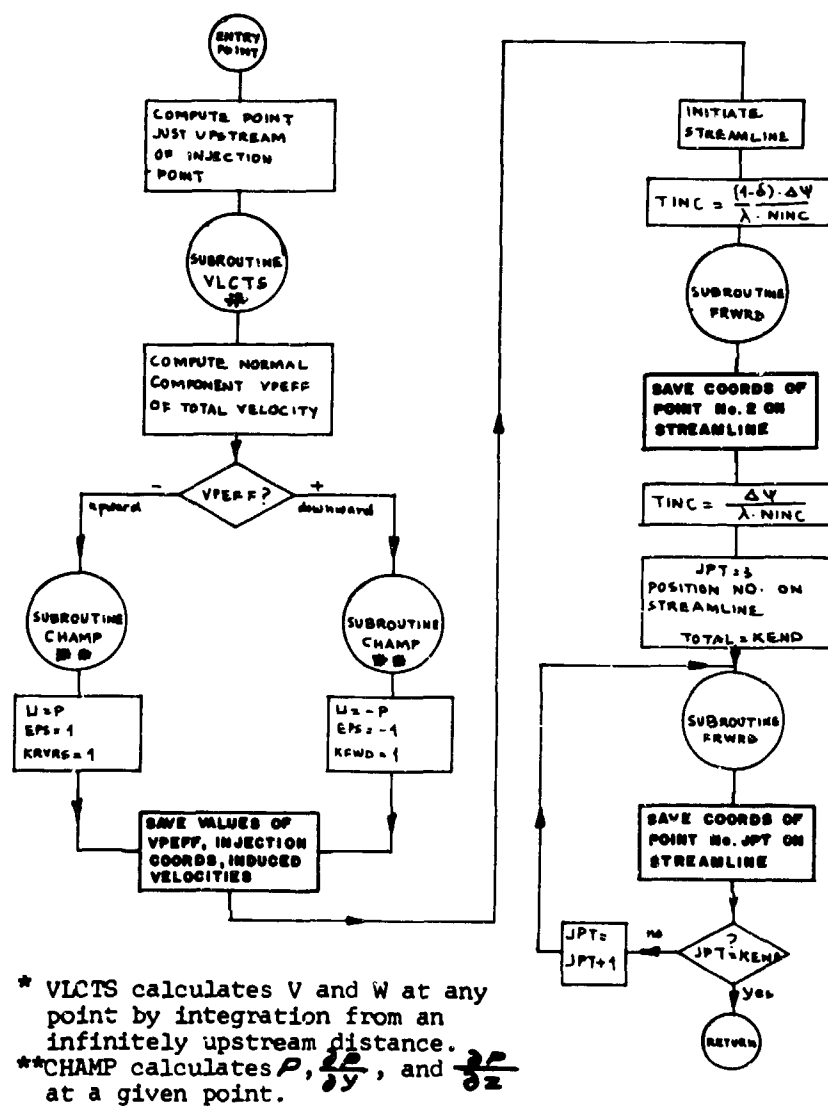 ENTRY
POINT
COMPUTE POINT
JUST UPSTREAM
OF INJECTION
POINT
SUBROUTINE
VLCTS
*
COMPUTE NORMAL
COMPONENT VPEFF
OF TOTAL VELOCITY
VPEFF?
-
upward
+
downward
SUBROUTINE
CHAMP
**
SUBROUTINE
CHAMP
**
U=P
EPS=1
KRVRS=1
U=-P
EPS=-1
KFWD=1
SAVE VALUES OF
VPEFF, INJECTION
COORDS, INDUCED
VELOCITIES
INITIATE
STREAMLINE
TINC = (1-δ)·ΔΨ / λ·NINC
SUBROUTINE
FRWRD
SAVE COORDS OF
POINT No.2 ON
STREAMLINE
TINC = ΔΨ / λ·NINC
JPT=3
POSITION NO. ON
STREAMLINE
TOTAL=KEND
SUBROUTINE
FRWRD
SAVE COORDS OF
POINT No.JPT ON
STREAMLINE
?
JPT=KEND
no
JPT=
JPT+1
yes
RETURN
* VLCTS calculates V and W at any
point by integration from an
infinitely upstream distance.
**CHAMP calculates P, ∂P/∂y, and ∂P/∂z
at a given point.